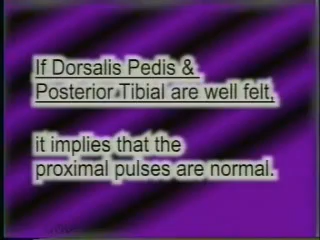 If Dorsalis Pedis &
Posterior Tibial are well felt,
it implies that the
proximal pulses are normal.